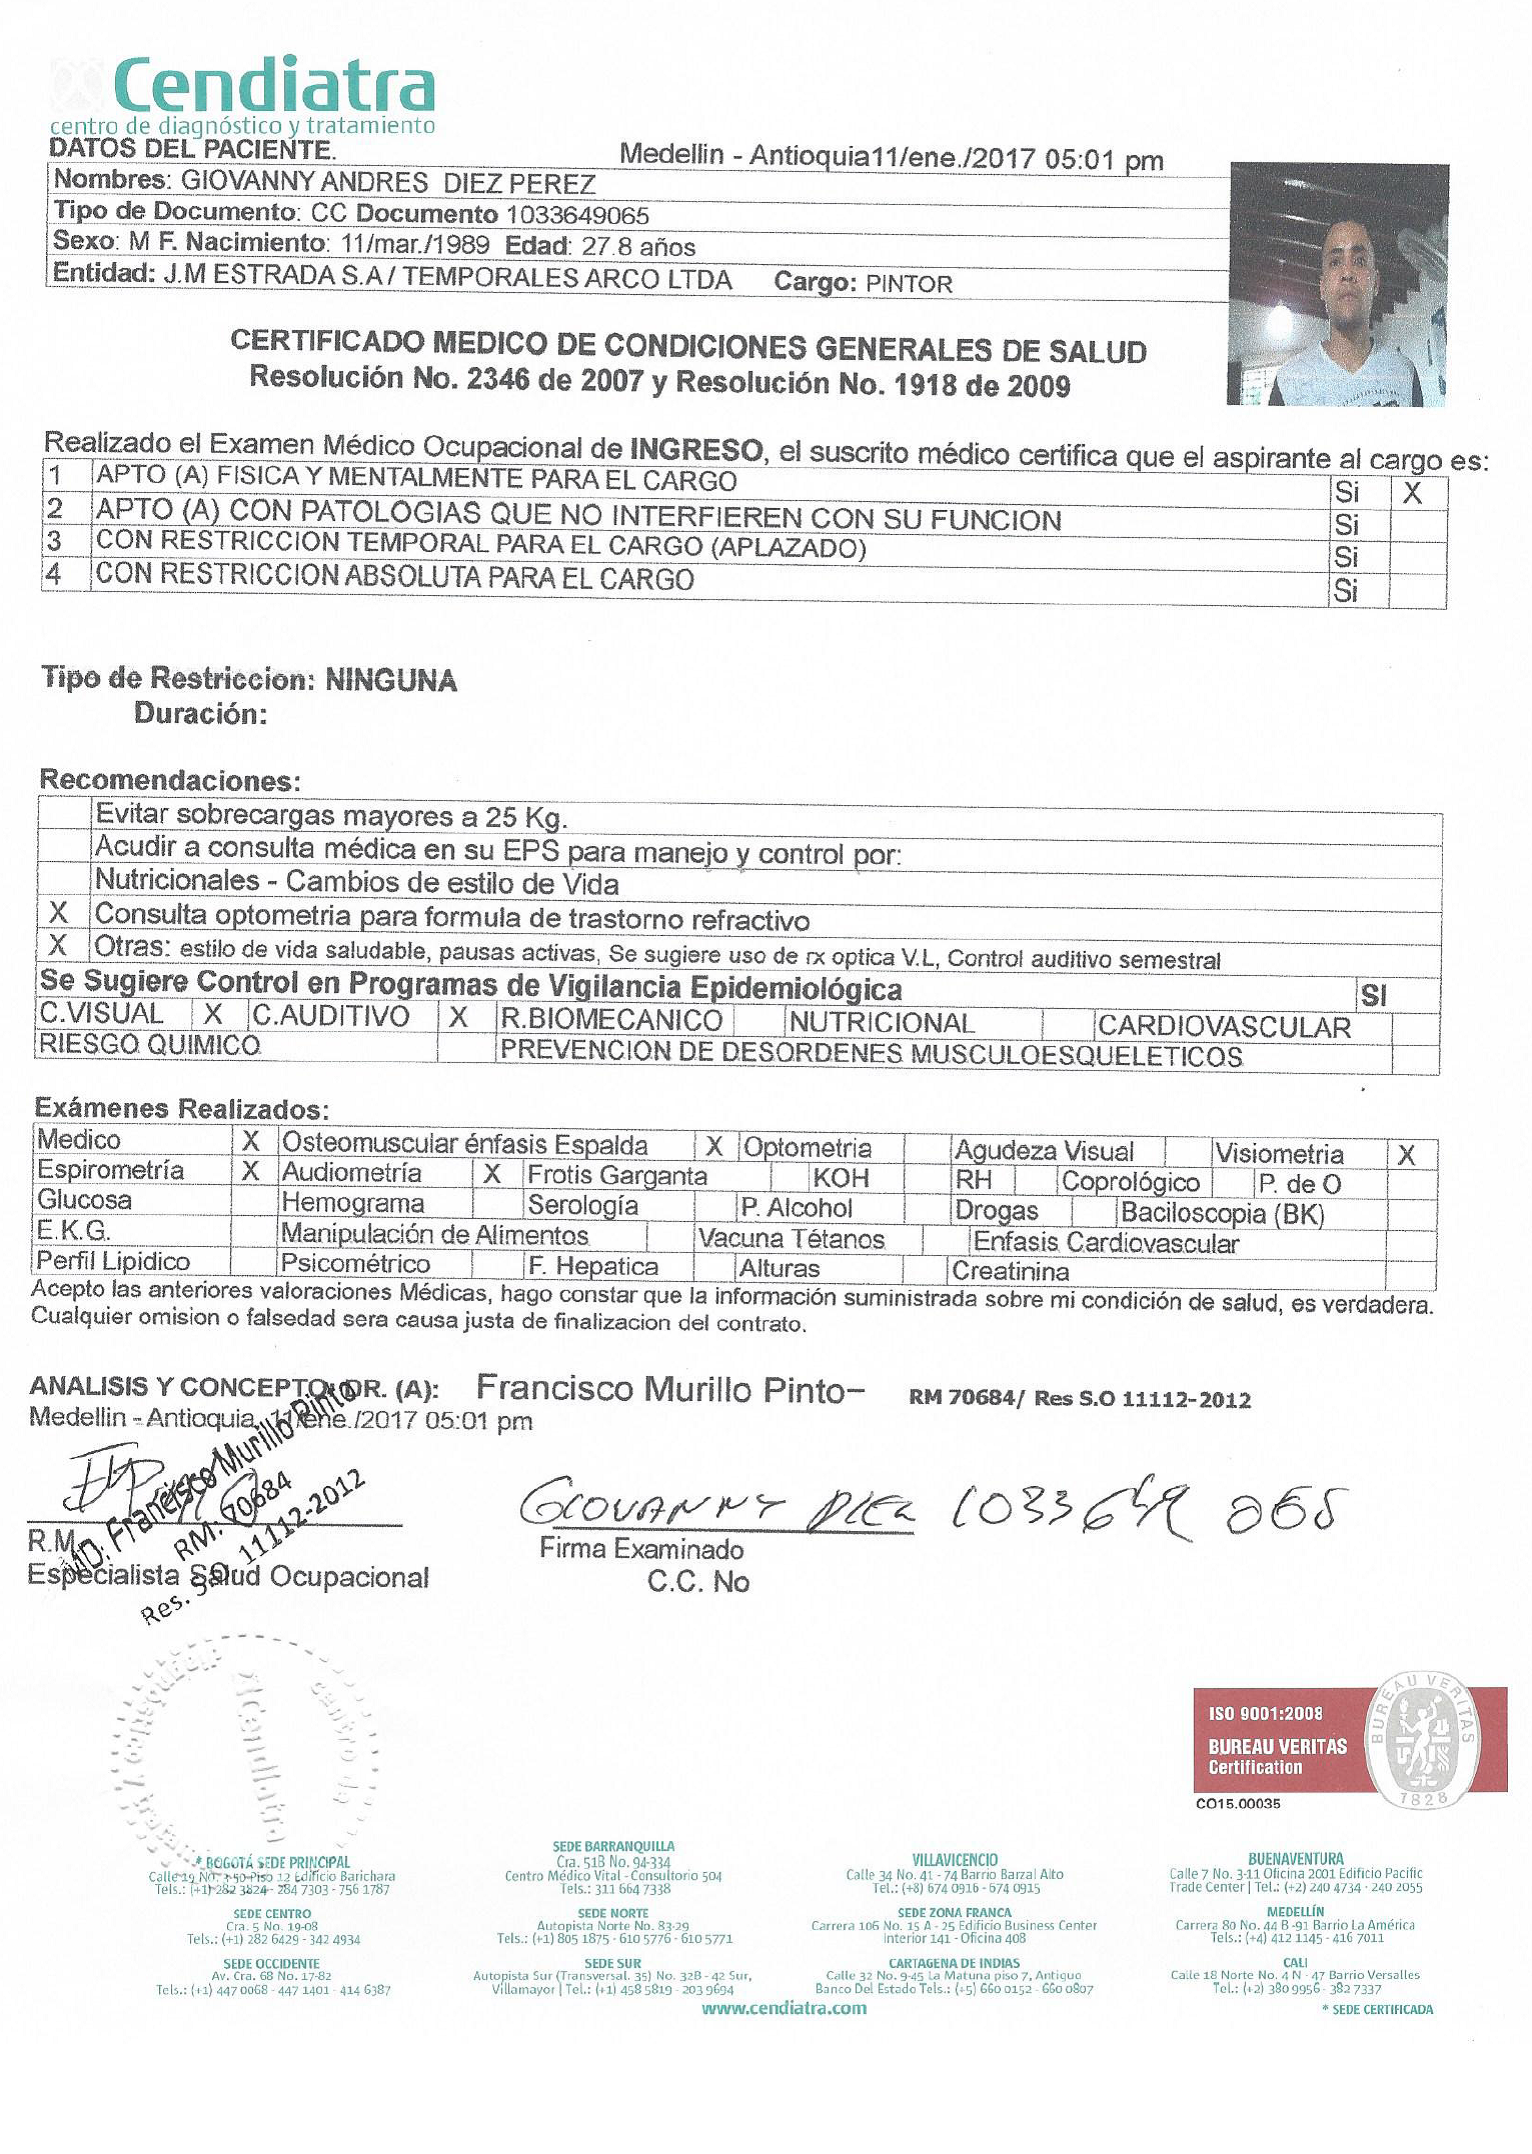 Cendiatra
centro de diagnóstico y tratamiento
DATOS DEL PACIENTE.
Medellin - Antioquia11/ene./2017 05:01 pm
Nombres: GIOVANNY ANDRES DIEZ PEREZ
Tipo de Documento: CC Documento 1033649065
Sexo: M F. Nacimiento: 11/mar./1989 Edad: 27.8 años
Entidad: J.M ESTRADA S.A / TEMPORALES ARCO LTDA Cargo: PINTOR
CERTIFICADO MEDICO DE CONDICIONES GENERALES DE SALUD
Resolución No. 2346 de 2007 y Resolución No. 1918 de 2009
Realizado el Examen Médico Ocupacional de INGRESO, el suscrito médico certifica que el aspirante al cargo es:
1 APTO (A) FISICA Y MENTALMENTE PARA EL CARGO Si X
2 APTO (A) CON PATOLOGIAS QUE NO INTERFIEREN CON SU FUNCION Si
3 CON RESTRICCION TEMPORAL PARA EL CARGO (APLAZADO) Si
4 CON RESTRICCION ABSOLUTA PARA EL CARGO Si
Tipo de Restriccion: NINGUNA
Duración:
Recomendaciones:
Evitar sobrecargas mayores a 25 Kg.
Acudir a consulta médica en su EPS para manejo y control por:
Nutricionales - Cambios de estilo de Vida
X Consulta optometria para formula de trastorno refractivo
X Otras: estilo de vida saludable, pausas activas, Se sugiere uso de rx optica V.L, Control auditivo semestral
Se Sugiere Control en Programas de Vigilancia Epidemiológica SI
C.VISUAL X C.AUDITIVO X R.BIOMECANICO NUTRICIONAL CARDIOVASCULAR
RIESGO QUIMICO PREVENCION DE DESORDENES MUSCULOESQUELETICOS
Exámenes Realizados:
Medico X Osteomuscular énfasis Espalda X Optometria Agudeza Visual Visiometria X
Espirometría X Audiometría X Frotis Garganta KOH RH Coprológico P. de O
Glucosa Hemograma Serología P. Alcohol Drogas Baciloscopia (BK)
E.K.G. Manipulación de Alimentos Vacuna Tétanos Enfasis Cardiovascular
Perfil Lipidico Psicométrico F. Hepatica Alturas Creatinina
Acepto las anteriores valoraciones Médicas, hago constar que la información suministrada sobre mi condición de salud, es verdadera.
Cualquier omision o falsedad sera causa justa de finalizacion del contrato.
ANALISIS Y CONCEPTO: DR. (A): Francisco Murillo Pinto– RM 70684/ Res S.O 11112-2012
Medellin - Antioquia, 11/ene./2017 05:01 pm
MD: Francisco Murillo Pinto
RM: 70684
Res. S.O. 11112-2012
GIOVANNY DIEZ 1033649 065
R.M.
Firma Examinado
Especialista Salud Ocupacional
C.C. No
centro de
Cendiatra
ISO 9001:2008
BUREAU VERITAS
Certification
BUREAU VERITAS
1828
CO15.00035
* BOGOTÁ SEDE PRINCIPAL
Calle 19 No. 4-50 Piso 12 Edificio Barichara
Tels.: (+1) 282 3824 - 284 7303 - 756 1787
SEDE CENTRO
Cra. 5 No. 19-08
Tels.: (+1) 282 6429 - 342 4934
SEDE OCCIDENTE
Av. Cra. 68 No. 17-82
Tels.: (+1) 447 0068 - 447 1401 - 414 6387
SEDE BARRANQUILLA
Cra. 51B No. 94-334
Centro Médico Vital - Consultorio 504
Tels.: 311 664 7338
SEDE NORTE
Autopista Norte No. 83-29
Tels.: (+1) 805 1875 - 610 5776 - 610 5771
SEDE SUR
Autopista Sur (Transversal. 35) No. 32B - 42 Sur,
Villamayor | Tel.: (+1) 458 5819 - 203 9694
VILLAVICENCIO
Calle 34 No. 41 - 74 Barrio Barzal Alto
Tel.: (+8) 674 0916 - 674 0915
SEDE ZONA FRANCA
Carrera 106 No. 15 A - 25 Edificio Business Center
Interior 141 - Oficina 408
CARTAGENA DE INDIAS
Calle 32 No. 9-45 La Matuna piso 7, Antiguo
Banco Del Estado Tels.: (+5) 660 0152 - 660 0807
BUENAVENTURA
Calle 7 No. 3-11 Oficina 2001 Edificio Pacific
Trade Center | Tel.: (+2) 240 4734 - 240 2055
MEDELLÍN
Carrera 80 No. 44 B -91 Barrio La América
Tels.: (+4) 412 1145 - 416 7011
CALI
Calle 18 Norte No. 4 N - 47 Barrio Versalles
Tel.: (+2) 380 9956 - 382 7337
www.cendiatra.com
* SEDE CERTIFICADA